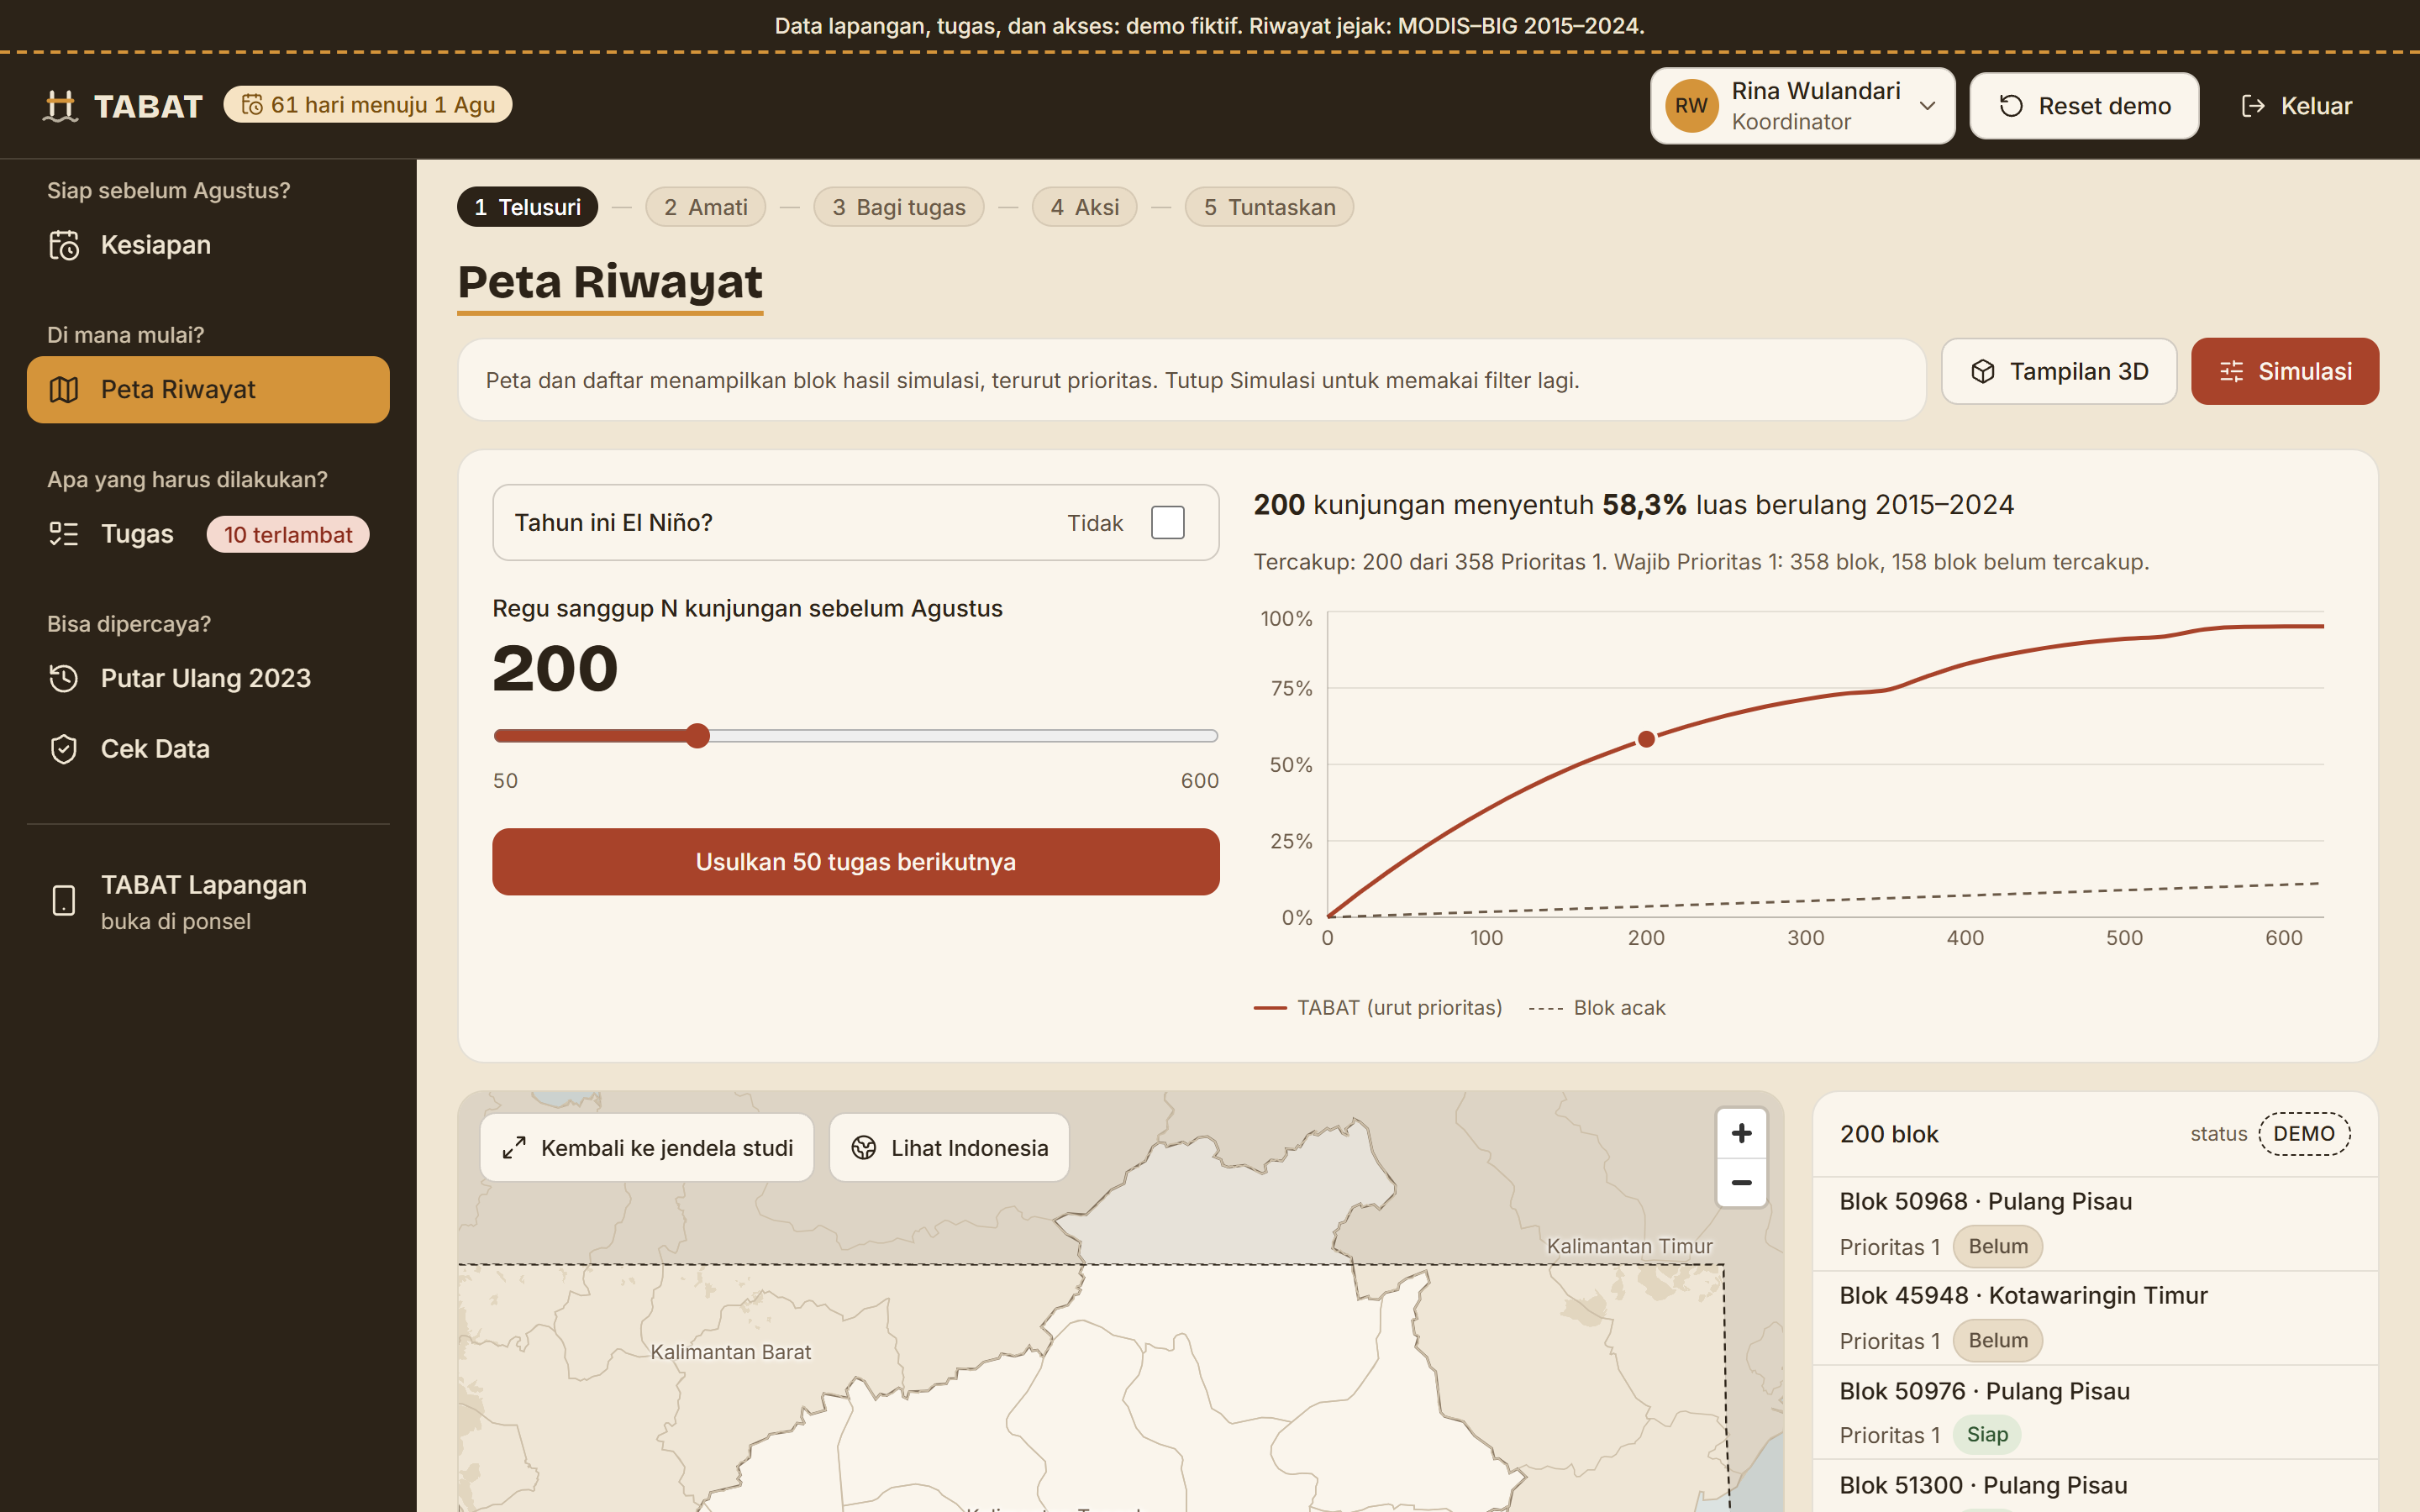 Data lapangan, tugas, dan akses: demo fiktif. Riwayat jejak: MODIS–BIG 2015–2024.
TABAT
61 hari menuju 1 Agu
RW
Rina Wulandari
Koordinator
Reset demo
Keluar
Siap sebelum Agustus?
Kesiapan
Di mana mulai?
Peta Riwayat
Apa yang harus dilakukan?
Tugas
10 terlambat
Bisa dipercaya?
Putar Ulang 2023
Cek Data
TABAT Lapangan
buka di ponsel
1 Telusuri — 2 Amati — 3 Bagi tugas — 4 Aksi — 5 Tuntaskan
Peta Riwayat
Peta dan daftar menampilkan blok hasil simulasi, terurut prioritas. Tutup Simulasi untuk memakai filter lagi.
Tampilan 3D
Simulasi
Tahun ini El Niño?
Tidak
Regu sanggup N kunjungan sebelum Agustus
200
50
600
Usulkan 50 tugas berikutnya
200 kunjungan menyentuh 58,3% luas berulang 2015–2024
Tercakup: 200 dari 358 Prioritas 1. Wajib Prioritas 1: 358 blok, 158 blok belum tercakup.
100%
75%
50%
25%
0%
0 100 200 300 400 500 600
TABAT (urut prioritas)
Blok acak
Kembali ke jendela studi
Lihat Indonesia
+
−
Kalimantan Timur
Kalimantan Barat
200 blok
status
DEMO
Blok 50968 · Pulang Pisau
Prioritas 1
Belum
Blok 45948 · Kotawaringin Timur
Prioritas 1
Belum
Blok 50976 · Pulang Pisau
Prioritas 1
Siap
Blok 51300 · Pulang Pisau